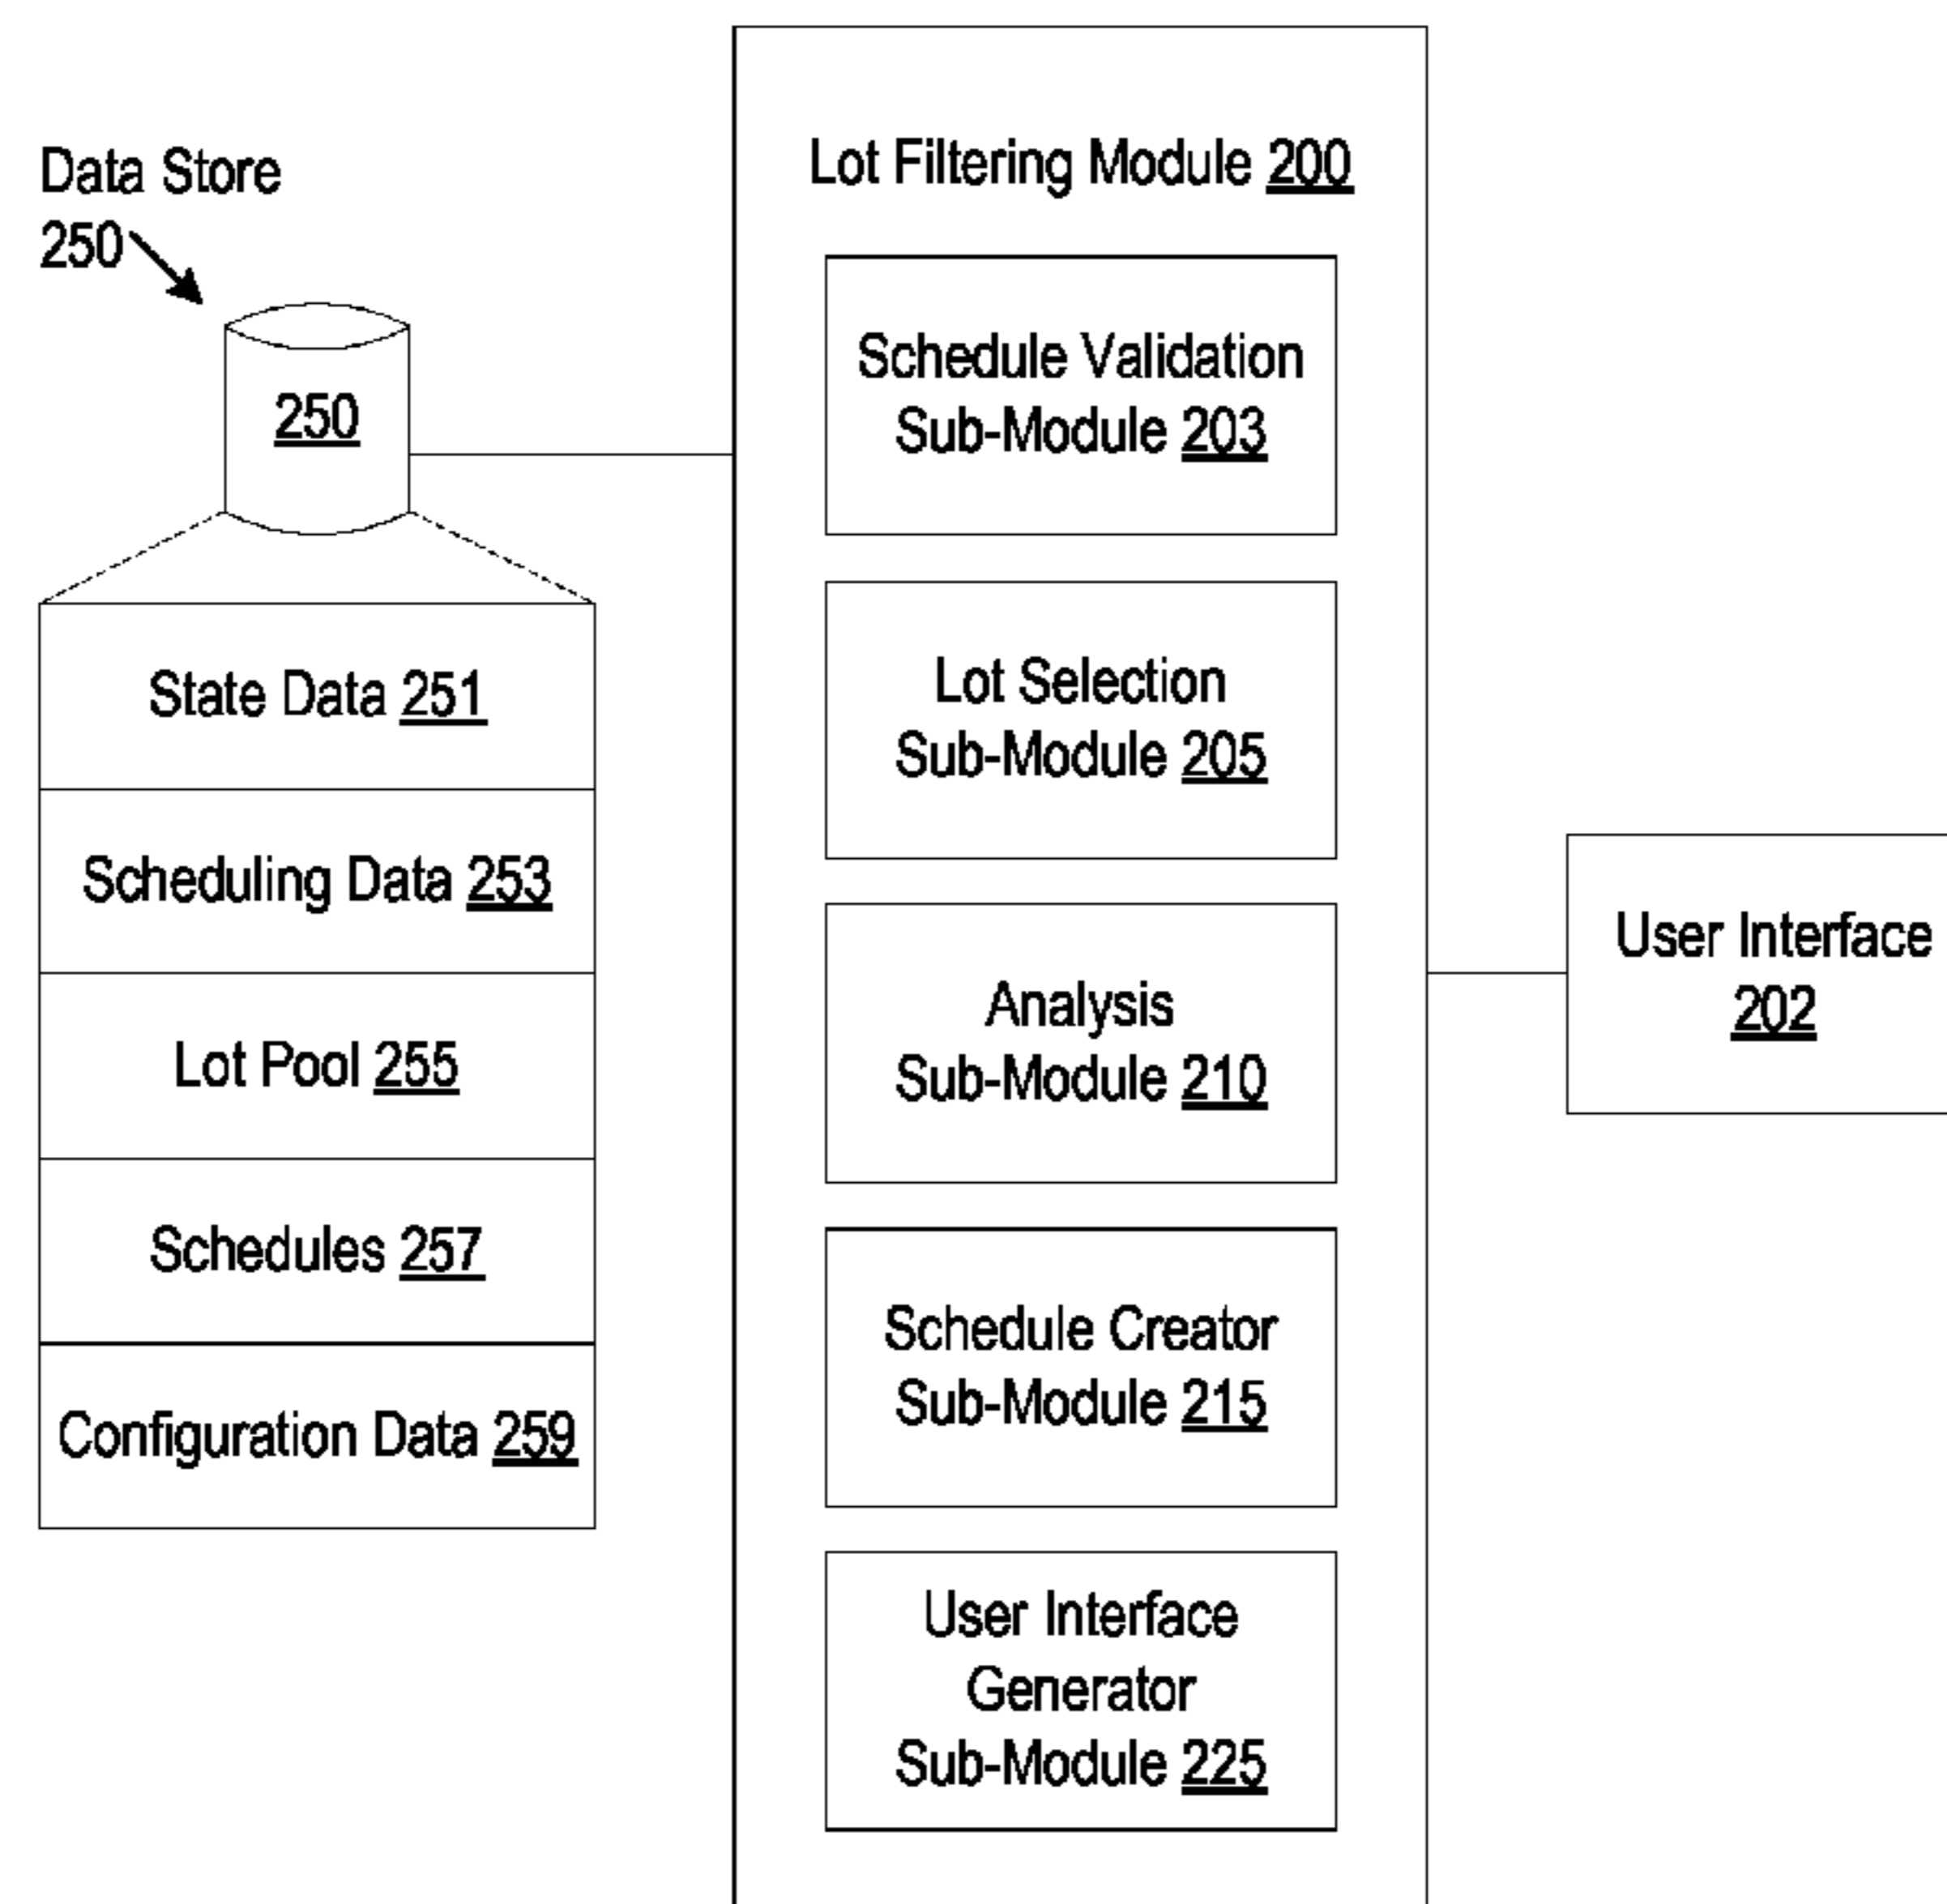 Data Store
250
250
State Data 251
Scheduling Data 253
Lot Pool 255
Schedules 257
Configuration Data 259
Lot Filtering Module 200
Schedule Validation
Sub-Module 203
Lot Selection
Sub-Module 205
Analysis
Sub-Module 210
Schedule Creator
Sub-Module 215
User Interface
Generator
Sub-Module 225
User Interface
202